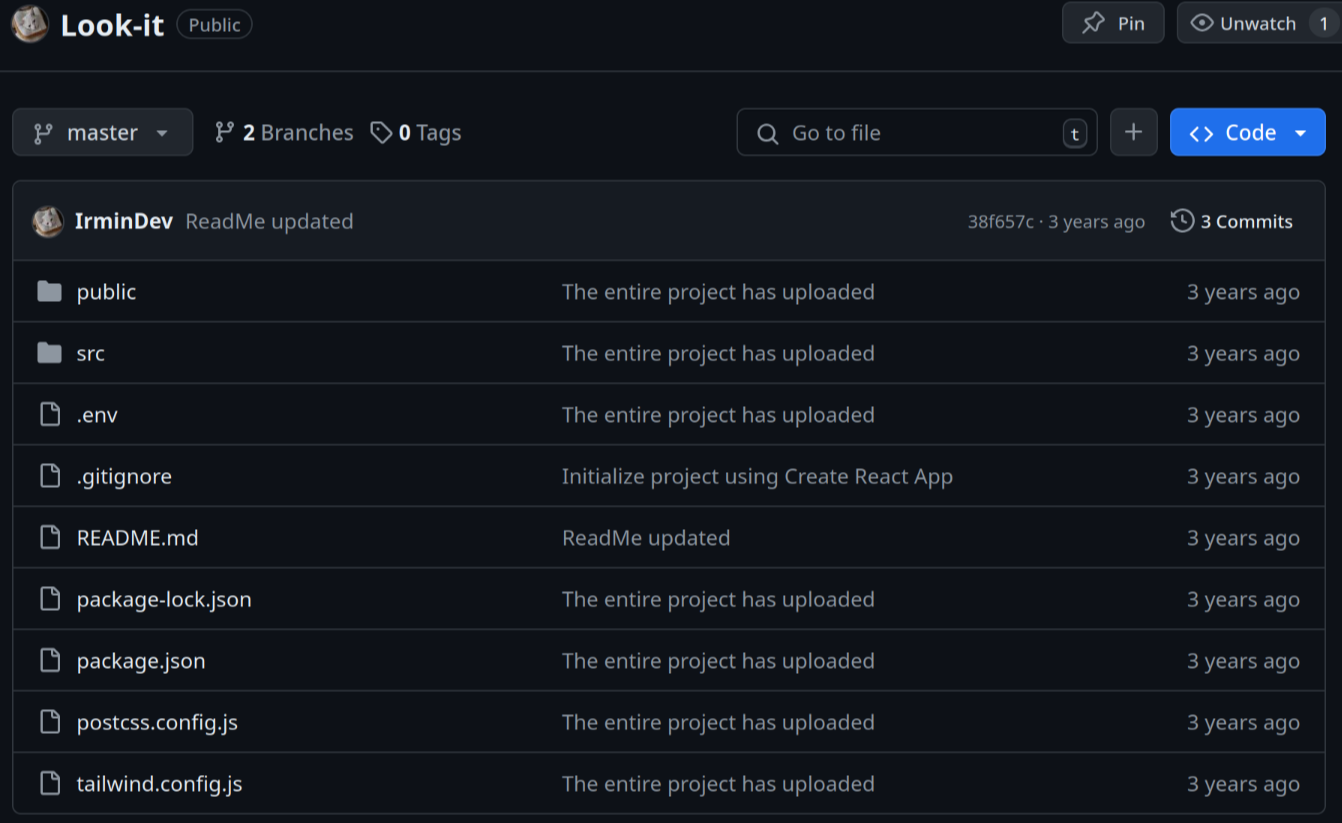 Look-it Public Pin Unwatch 1
master 2 Branches 0 Tags Go to file t + Code
IrminDev ReadMe updated 38f657c · 3 years ago 3 Commits
public The entire project has uploaded 3 years ago
src The entire project has uploaded 3 years ago
.env The entire project has uploaded 3 years ago
.gitignore Initialize project using Create React App 3 years ago
README.md ReadMe updated 3 years ago
package-lock.json The entire project has uploaded 3 years ago
package.json The entire project has uploaded 3 years ago
postcss.config.js The entire project has uploaded 3 years ago
tailwind.config.js The entire project has uploaded 3 years ago